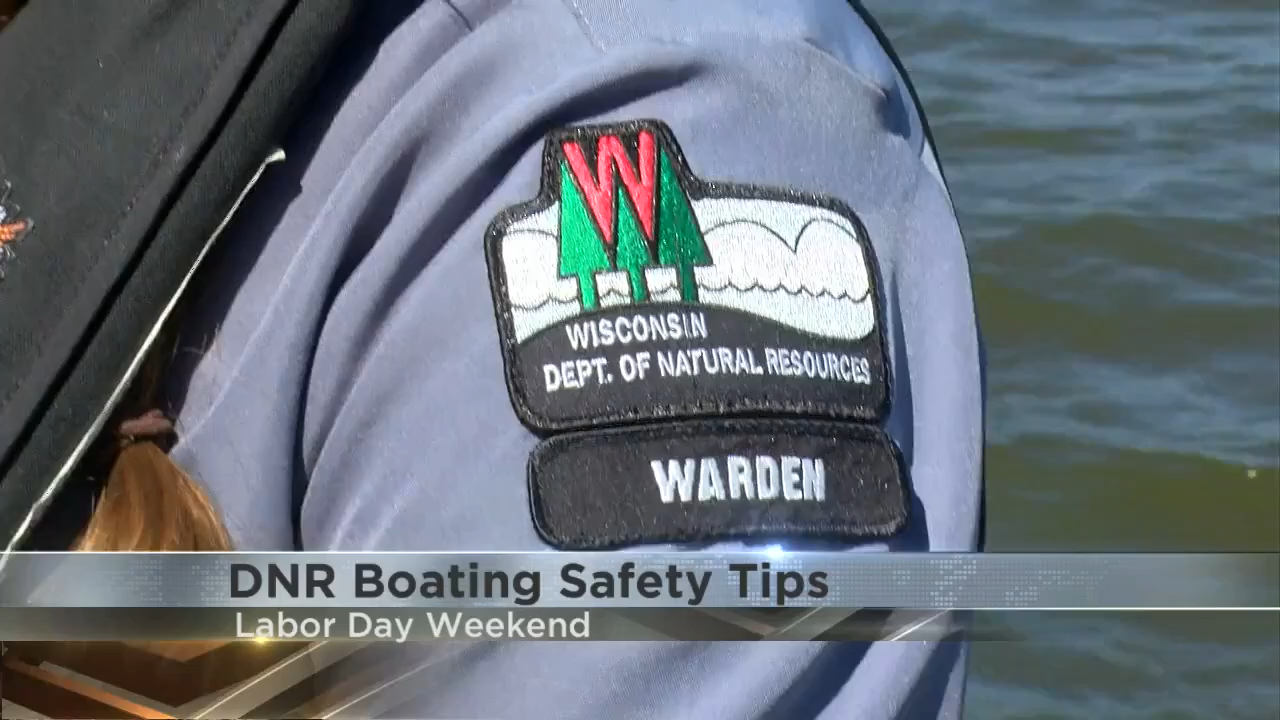 W
WISCONSIN
DEPT. OF NATURAL RESOURCES
WARDEN
DNR Boating Safety Tips
Labor Day Weekend